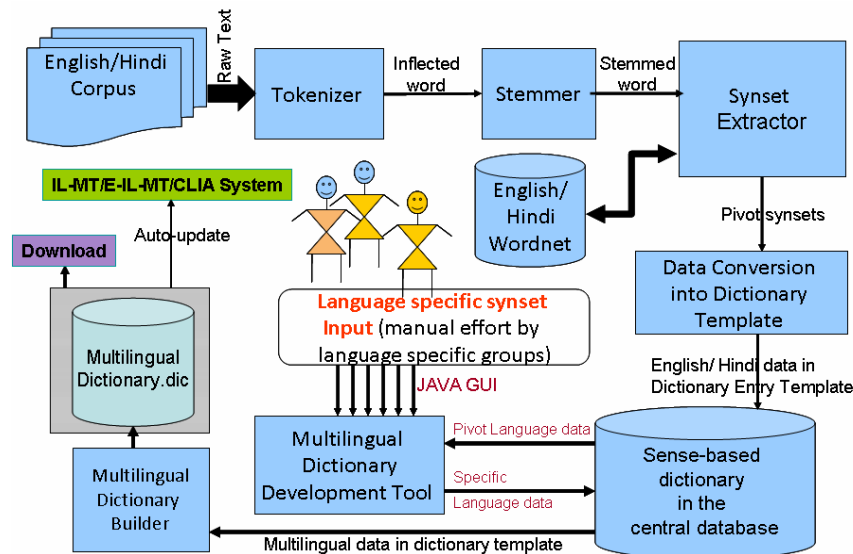 English/Hindi
Corpus
Raw Text
Tokenizer
Inflected
word
Stemmer
Stemmed
word
Synset
Extractor
IL-MT/E-IL-MT/CLIA System
English/
Hindi
Wordnet
Pivot synsets
Auto-update
Download
Data Conversion
into Dictionary
Template
Language specific synset
Input (manual effort by
language specific groups)
Multilingual
Dictionary.dic
English/ Hindi data in
Dictionary Entry Template
JAVA GUI
Multilingual
Dictionary
Development Tool
Pivot Language data
Specific
Language data
Sense-based
dictionary
in the
central database
Multilingual
Dictionary
Builder
Multilingual data in dictionary template